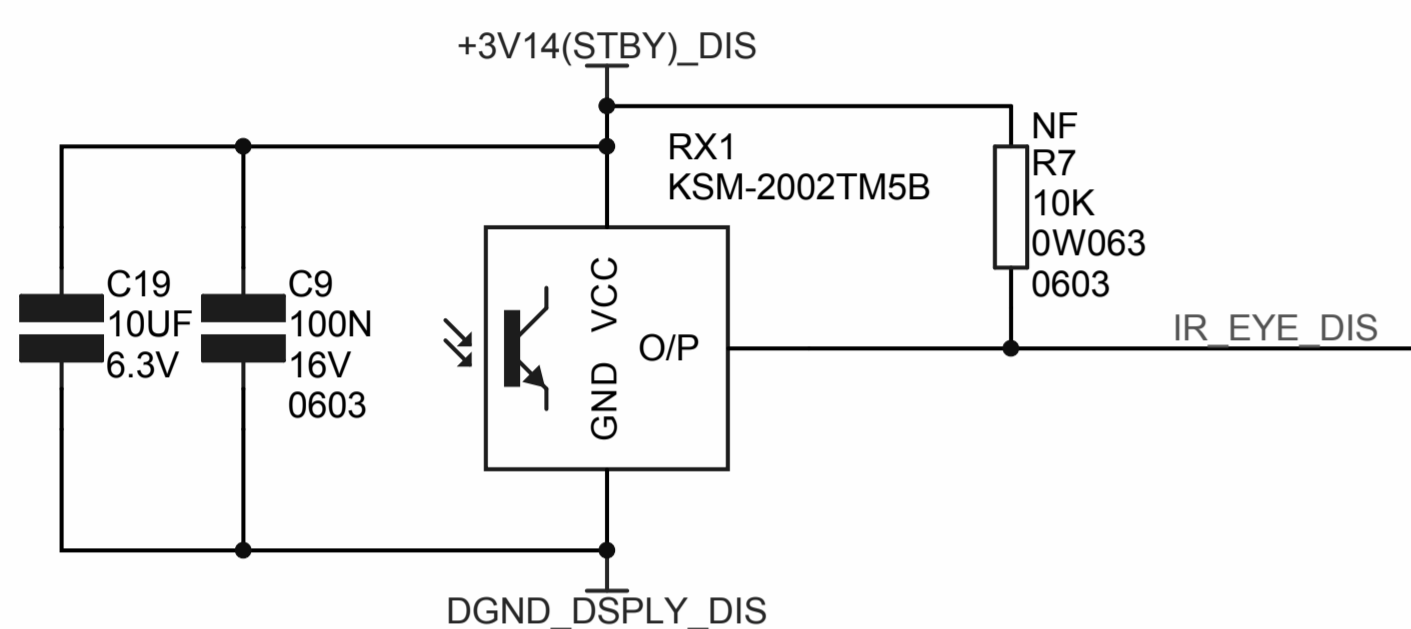 +3V14(STBY)_DIS
RX1
KSM-2002TM5B
NF
R7
10K
0W063
0603
C19
10UF
6.3V
C9
100N
16V
0603
VCC
GND
O/P
IR_EYE_DIS
DGND_DSPLY_DIS